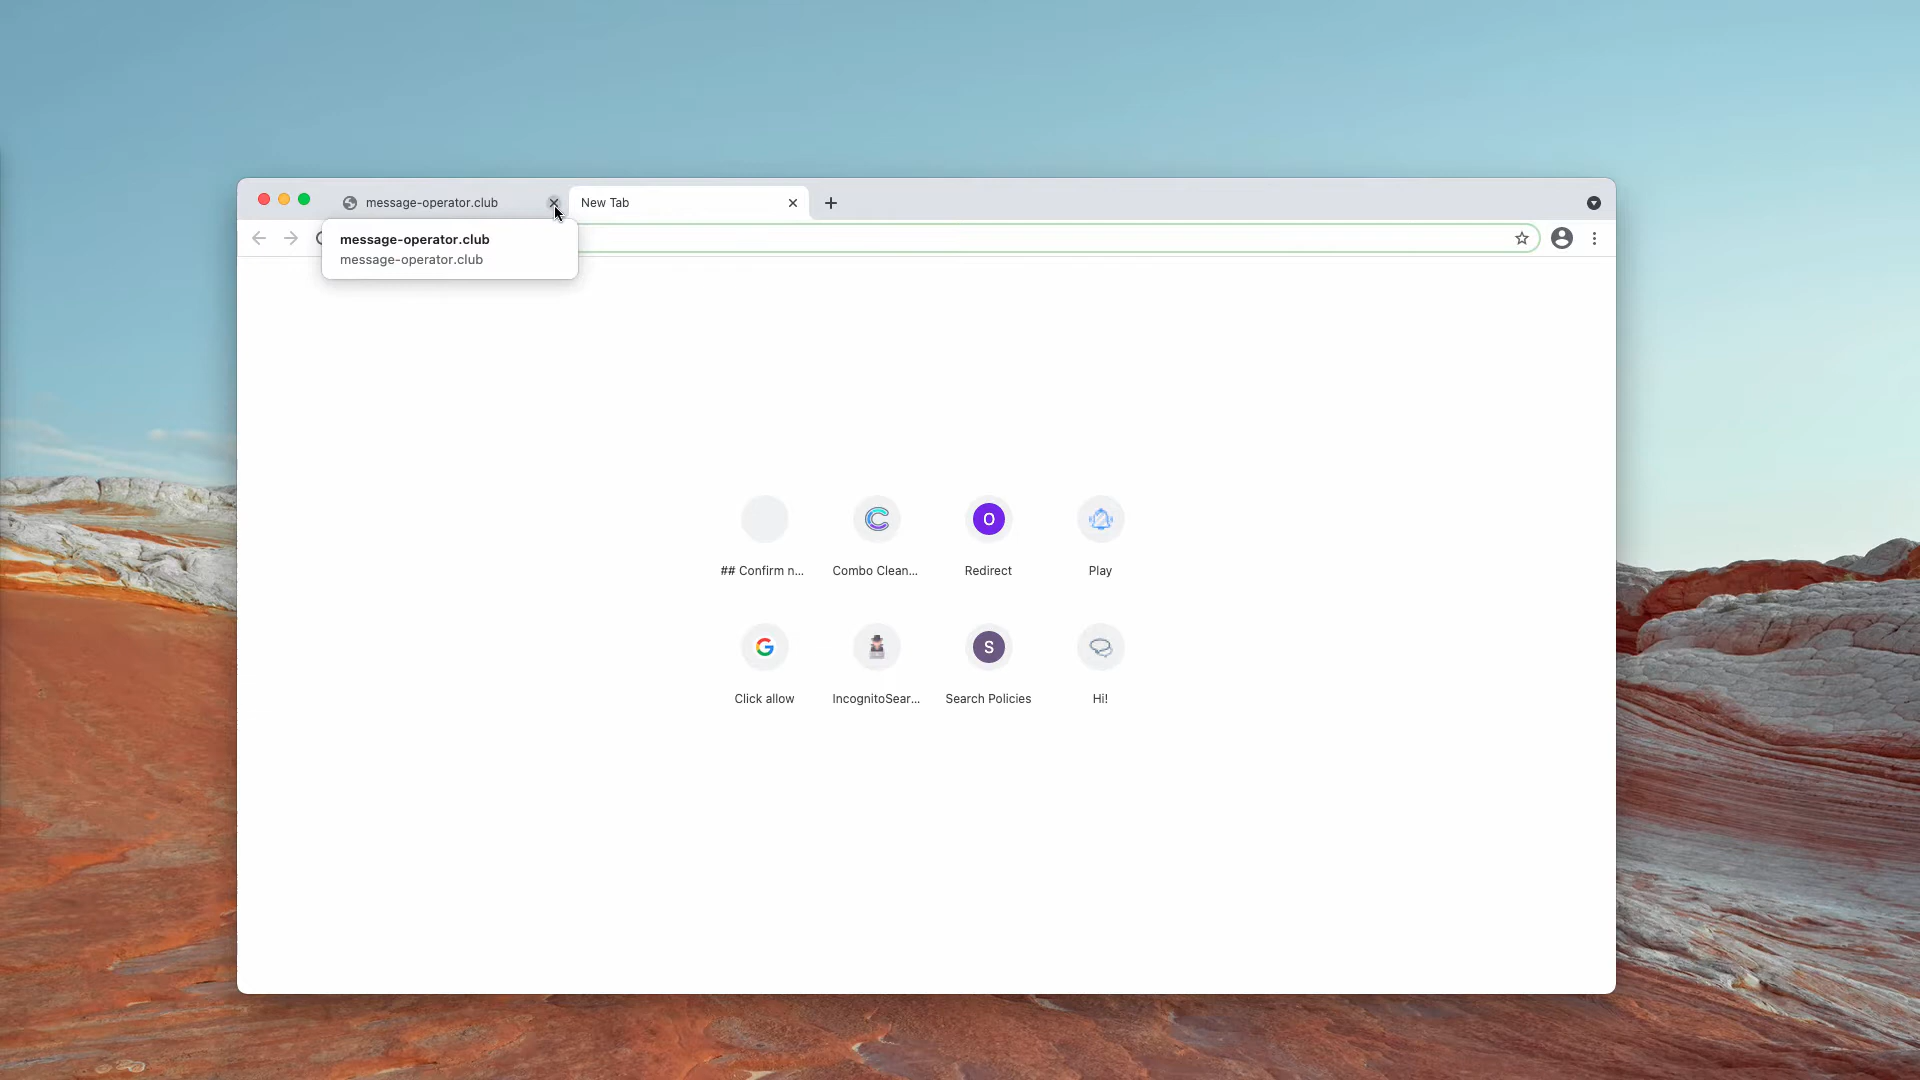 message-operator.club
New Tab
message-operator.club
message-operator.club
## Confirm n...
Combo Clean...
O
Redirect
Play
G
Click allow
IncognitoSear...
S
Search Policies
Hi!